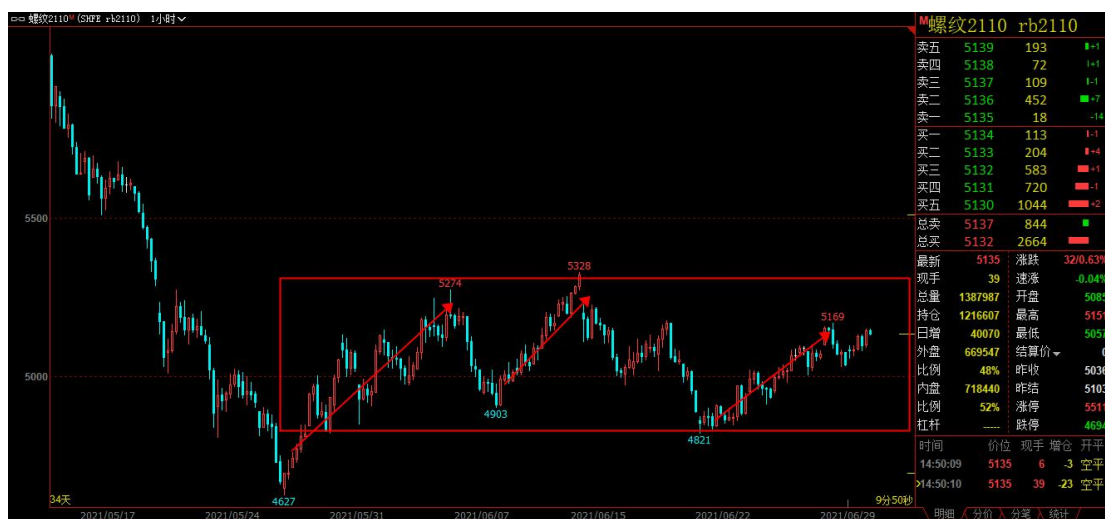 螺纹2110M (SHFE rb2110) 1小时
5500
5000
5274
5328
5169
4903
4821
4627
34天
9分50秒
2021/05/17 2021/05/24 2021/05/31 2021/06/07 2021/06/15 2021/06/22 2021/06/29
M螺纹2110 rb2110
卖五 5139 193 +1
卖四 5138 72 +1
卖三 5137 109 -1
卖二 5136 452 +7
卖一 5135 18 -14
买一 5134 113 -1
买二 5133 204 +4
买三 5132 583 +1
买四 5131 720 -1
买五 5130 1044 +2
总卖 5137 844
总买 5132 2664
最新 5135 涨跌 32/0.63%
现手 39 速涨 -0.04%
总量 1387987 开盘 5085
持仓 1216607 最高 5151
日增 40070 最低 5057
外盘 669547 结算价 0
比例 48% 昨收 5036
内盘 718440 昨结 5103
比例 52% 涨停 5511
杠杆 ----- 跌停 4694
时间 价位 现手 增仓 开平
14:50:09 5135 6 -3 空平
>14:50:10 5135 39 -23 空平
明细 分价 分笔 统计